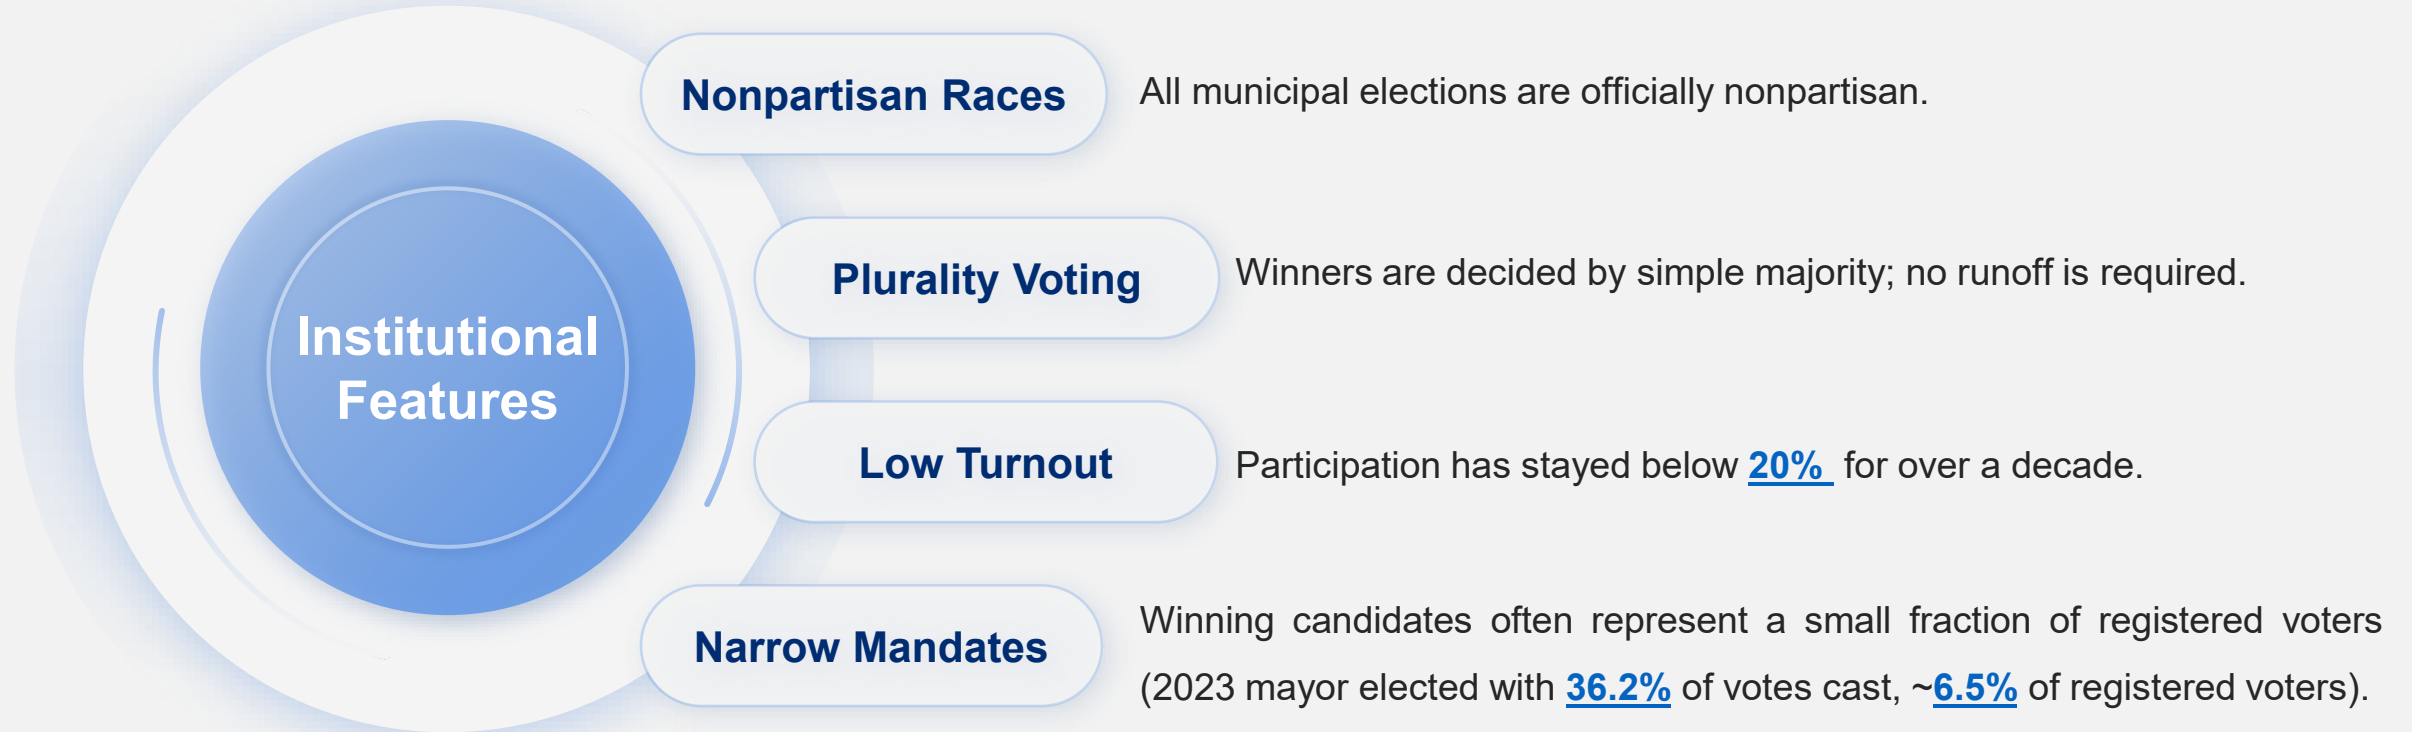 Institutional
Features
Nonpartisan Races
All municipal elections are officially nonpartisan.
Plurality Voting
Winners are decided by simple majority; no runoff is required.
Low Turnout
Participation has stayed below 20% for over a decade.
Narrow Mandates
Winning candidates often represent a small fraction of registered voters
(2023 mayor elected with 36.2% of votes cast, ~6.5% of registered voters).